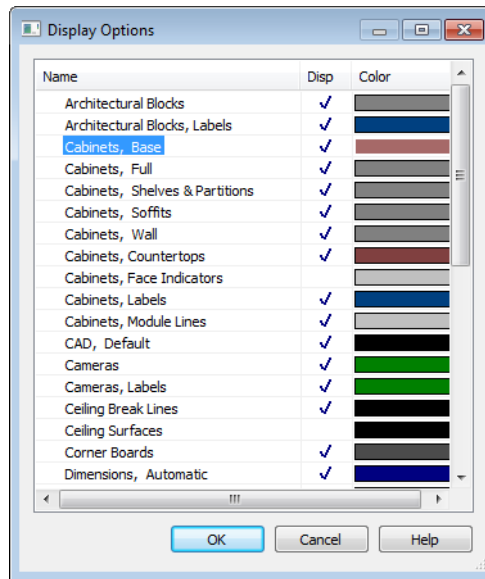 Display Options
Name Disp Color
Architectural Blocks
Architectural Blocks, Labels
Cabinets, Base
Cabinets, Full
Cabinets, Shelves & Partitions
Cabinets, Soffits
Cabinets, Wall
Cabinets, Countertops
Cabinets, Face Indicators
Cabinets, Labels
Cabinets, Module Lines
CAD, Default
Cameras
Cameras, Labels
Ceiling Break Lines
Ceiling Surfaces
Corner Boards
Dimensions, Automatic
OK Cancel Help